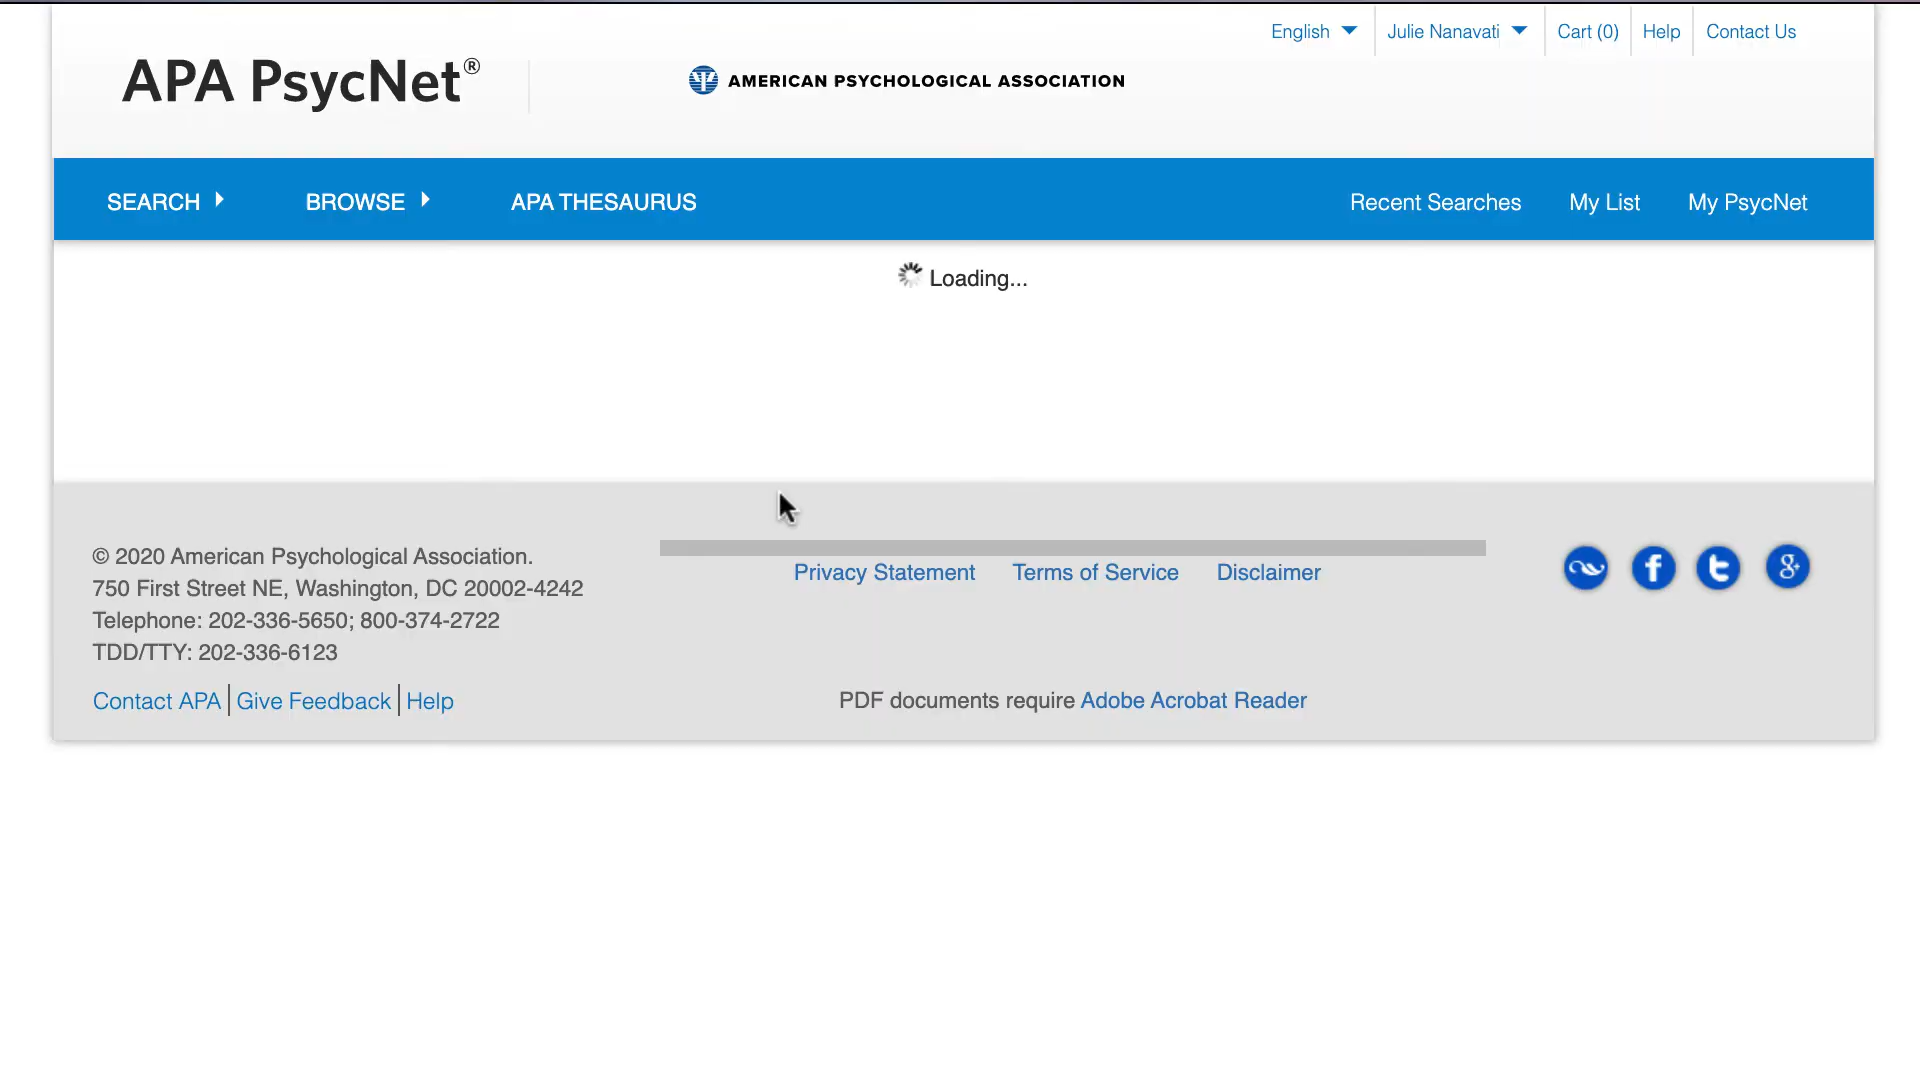 English
Julie Nanavati
Cart (0)
Help
Contact Us
APA PsycNet®
AMERICAN PSYCHOLOGICAL ASSOCIATION
SEARCH
BROWSE
APA THESAURUS
Recent Searches
My List
My PsycNet
Loading...
© 2020 American Psychological Association.
750 First Street NE, Washington, DC 20002-4242
Telephone: 202-336-5650; 800-374-2722
TDD/TTY: 202-336-6123
Contact APA
Give Feedback
Help
Privacy Statement
Terms of Service
Disclaimer
PDF documents require Adobe Acrobat Reader